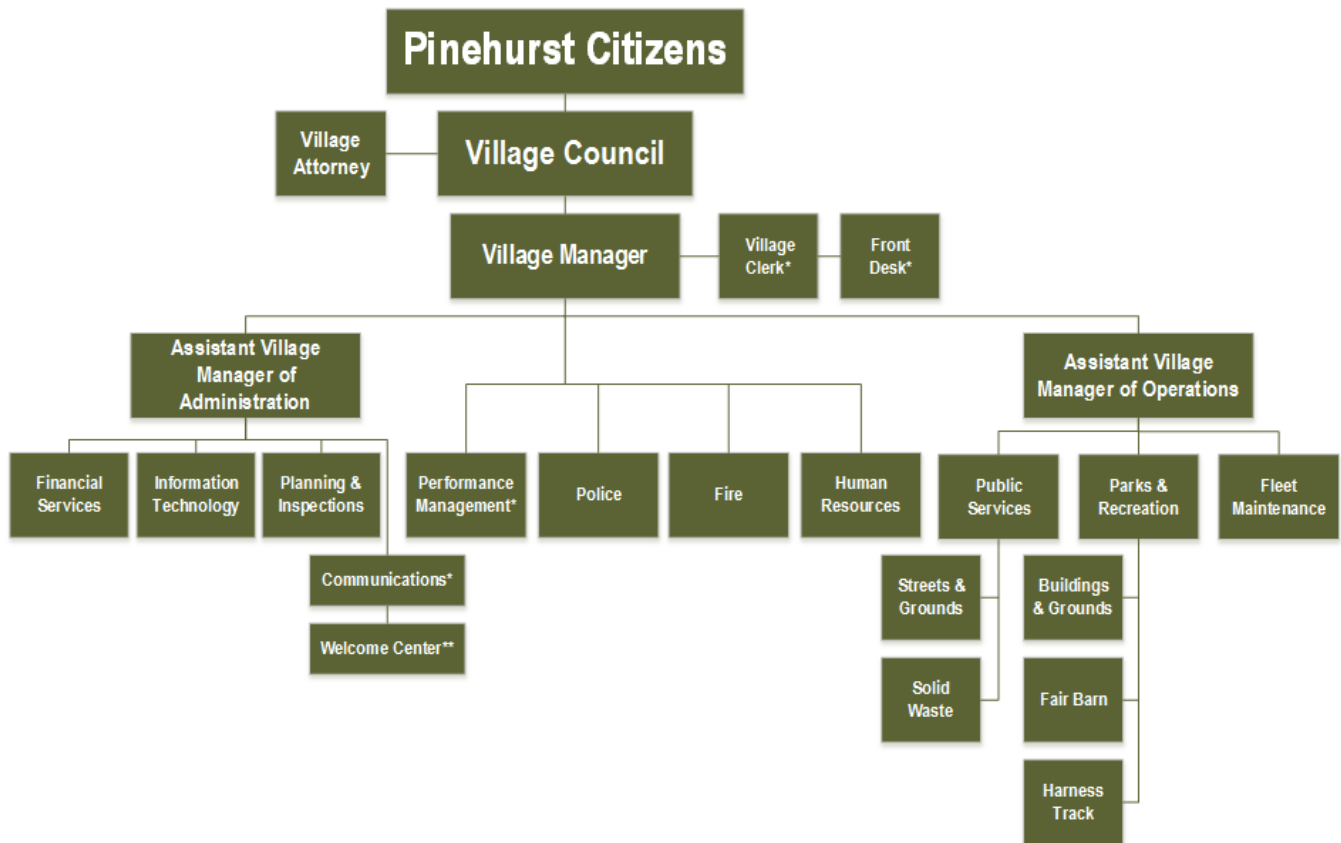 Pinehurst Citizens
Village
Attorney
Village Council
Village Manager
Village
Clerk*
Front
Desk*
Assistant Village
Manager of
Administration
Assistant Village
Manager of Operations
Financial
Services
Information
Technology
Planning &
Inspections
Performance
Management*
Police
Fire
Human
Resources
Public
Services
Parks &
Recreation
Fleet
Maintenance
Communications*
Welcome Center**
Streets &
Grounds
Buildings
& Grounds
Solid
Waste
Fair Barn
Harness
Track